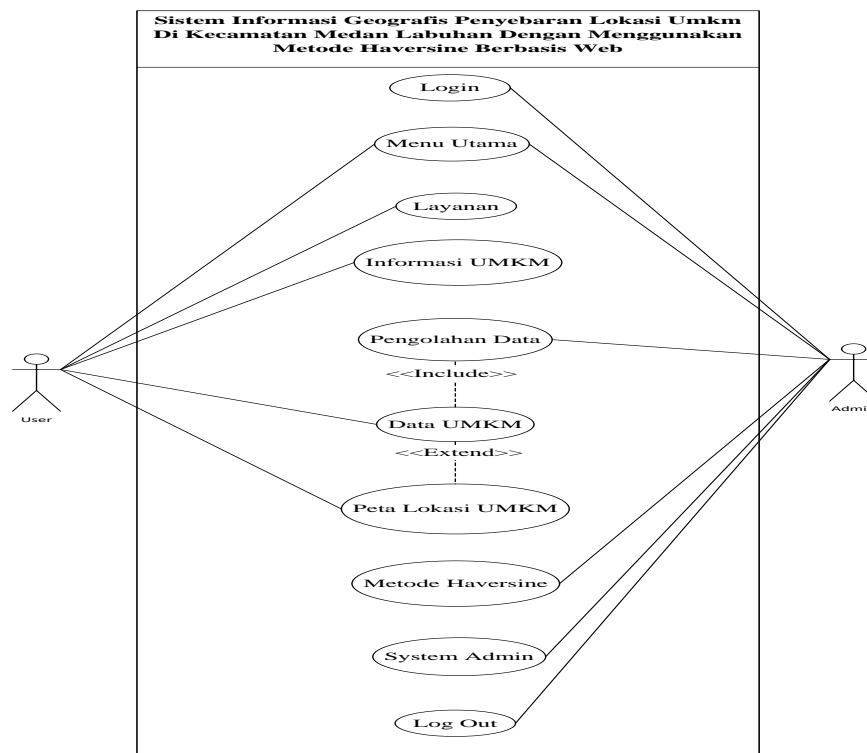 Sistem Informasi Geografis Penyebaran Lokasi Umkm
Di Kecamatan Medan Labuhan Dengan Menggunakan
Metode Haversine Berbasis Web
Login
Menu Utama
Layanan
Informasi UMKM
Pengolahan Data
<<Include>>
User
Admi
Data UMKM
<<Extend>>
Peta Lokasi UMKM
Metode Haversine
System Admin
Log Out